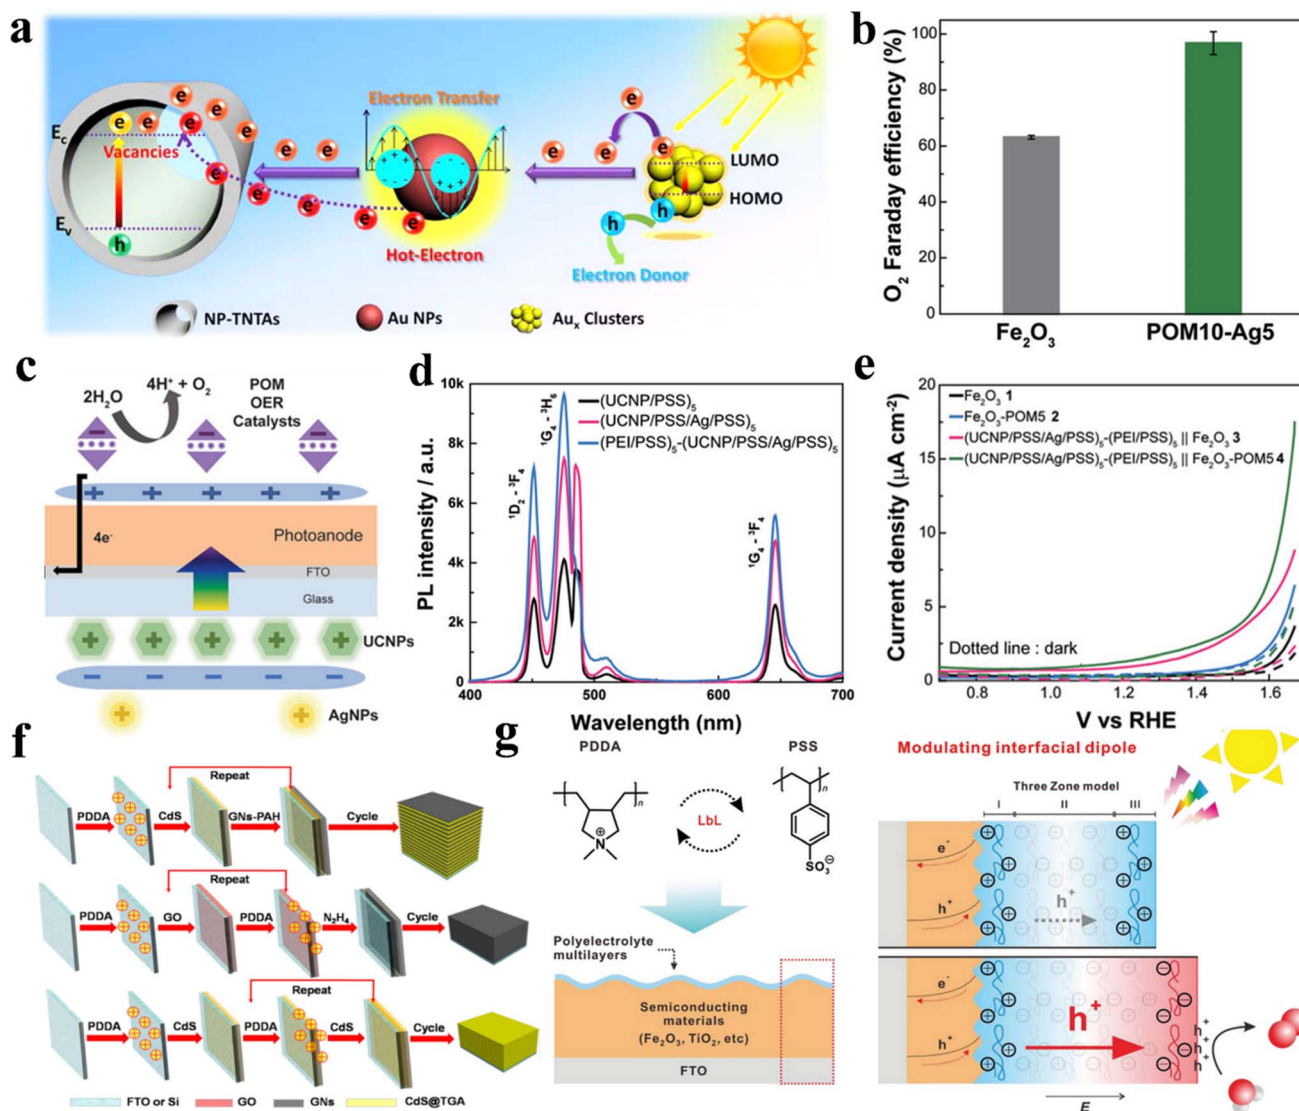 a
Electron Transfer
e
e
e
e
e
e
e
E_c
Vacancies
e
e
e
e
e
e
LUMO
HOMO
e
e
e
e
h
h
E_v
h
Hot-Electron
Electron Donor
NP-TNTAs
Au NPs
Au_x Clusters
b
O₂ Faraday efficiency (%)
100
80
60
40
20
0
Fe₂O₃
POM10-Ag5
c
2H₂O
4H⁺ + O₂
POM
OER
Catalysts
4e⁻
Photoanode
FTO
Glass
UCNPs
AgNPs
d
PL intensity / a.u.
10k
8k
6k
4k
2k
0
(UCNP/PSS)₅
(UCNP/PSS/Ag/PSS)₅
(PEI/PSS)₅-(UCNP/PSS/Ag/PSS)₅
¹D₂ - ³F₄
¹G₄ - ³H₆
¹G₄ - ³F₄
400
500
600
700
Wavelength (nm)
e
Current density (μA cm⁻²)
20
15
10
5
0
Fe₂O₃ 1
Fe₂O₃-POM5 2
(UCNP/PSS/Ag/PSS)₅-(PEI/PSS)₅ || Fe₂O₃ 3
(UCNP/PSS/Ag/PSS)₅-(PEI/PSS)₅ || Fe₂O₃-POM5 4
Dotted line : dark
0.8
1.0
1.2
1.4
1.6
V vs RHE
f
Repeat
PDDA
CdS
GNs-PAH
Cycle
Repeat
PDDA
GO
PDDA
N₂H₄
Cycle
Repeat
PDDA
CdS
PDDA
CdS
Cycle
FTO or Si
GO
GNs
CdS@TGA
g
PDDA
PSS
n
N
LbL
n
SO₃⊖
Polyelectrolyte
multilayers
Semiconducting
materials
(Fe₂O₃, TiO₂, etc)
FTO
Modulating interfacial dipole
Three Zone model
I
II
III
e⁻
h⁺
h⁺
e⁻
h⁺
h⁺
h⁺
h⁺
h⁺
E